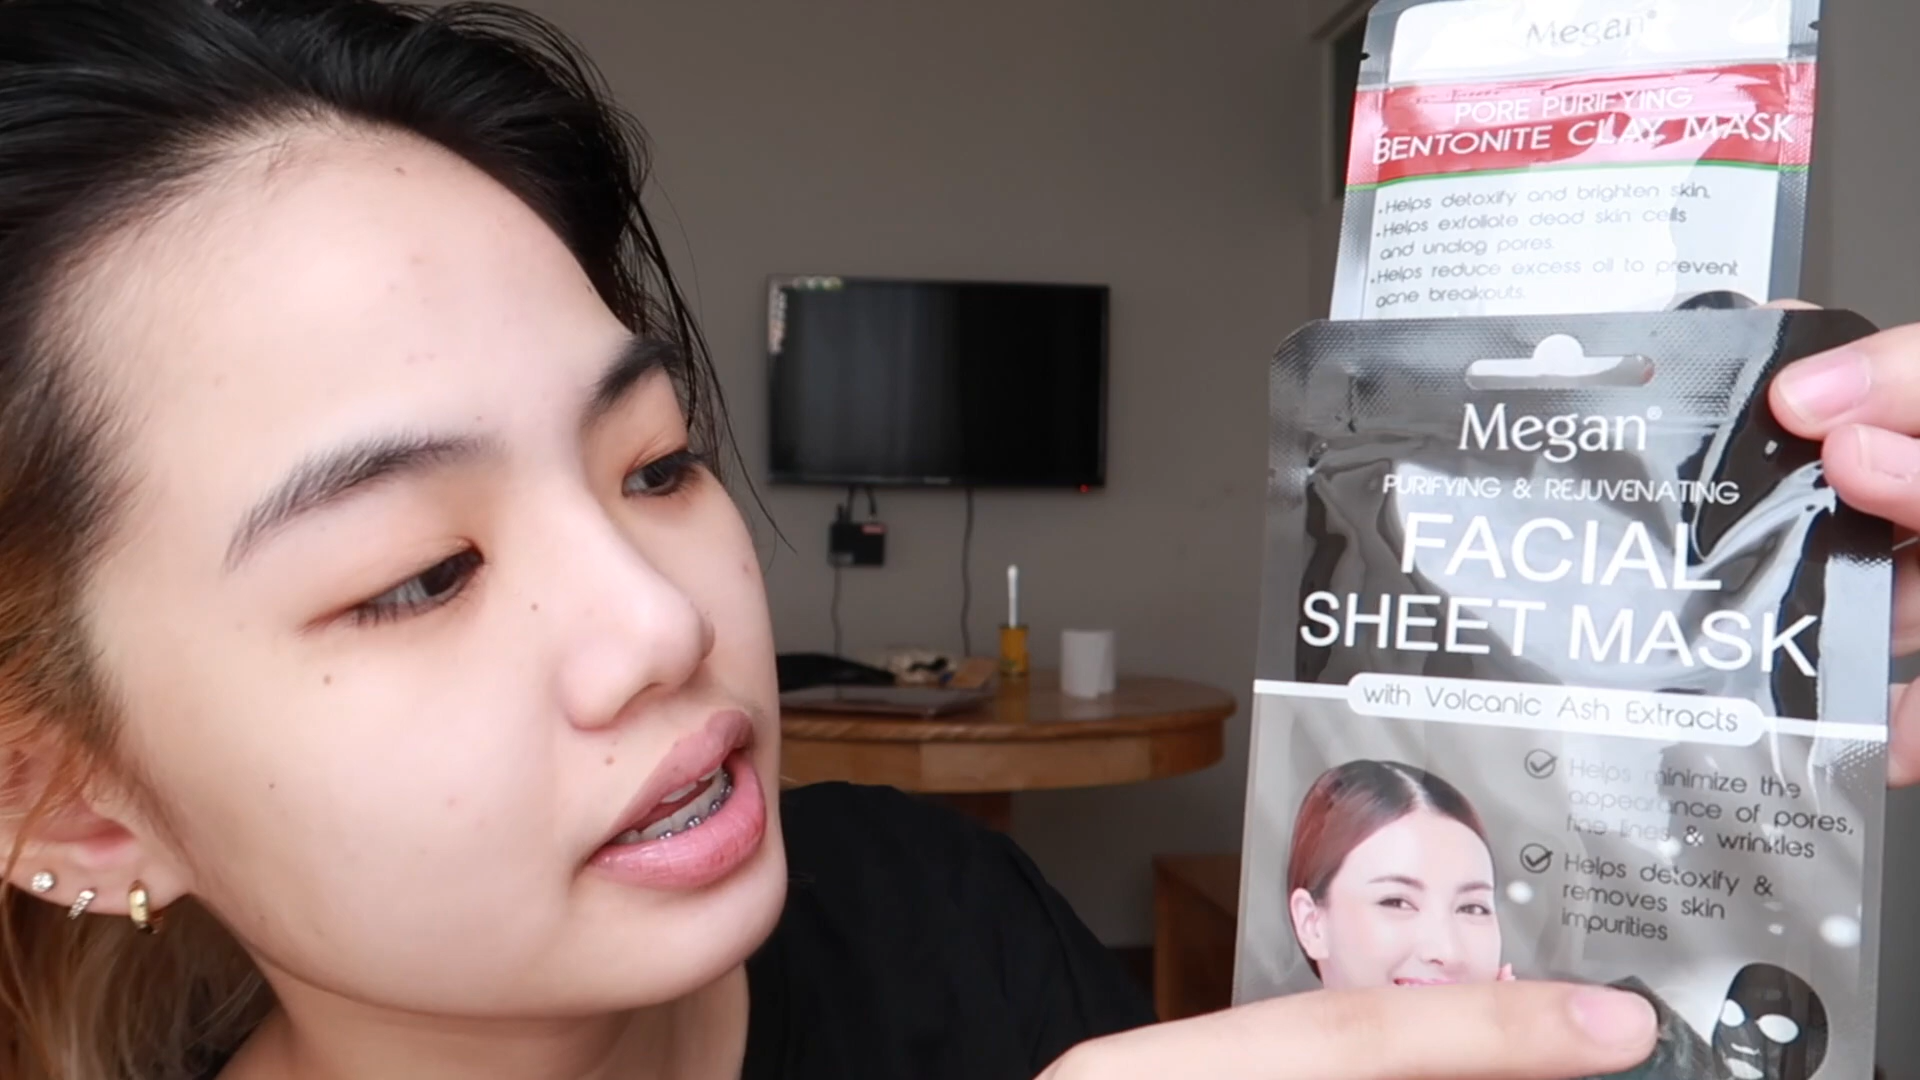 Megan®
PORE PURIFYING
BENTONITE CLAY MASK
•Helps detoxify and brighten skin.
•Helps exfoliate dead skin cells
and unclog pores.
•Helps reduce excess oil to prevent
acne breakouts.
Megan®
PURIFYING & REJUVENATING
FACIAL
SHEET MASK
with Volcanic Ash Extracts
Helps minimize the
appearance of pores,
fine lines & wrinkles
Helps detoxify &
removes skin
impurities